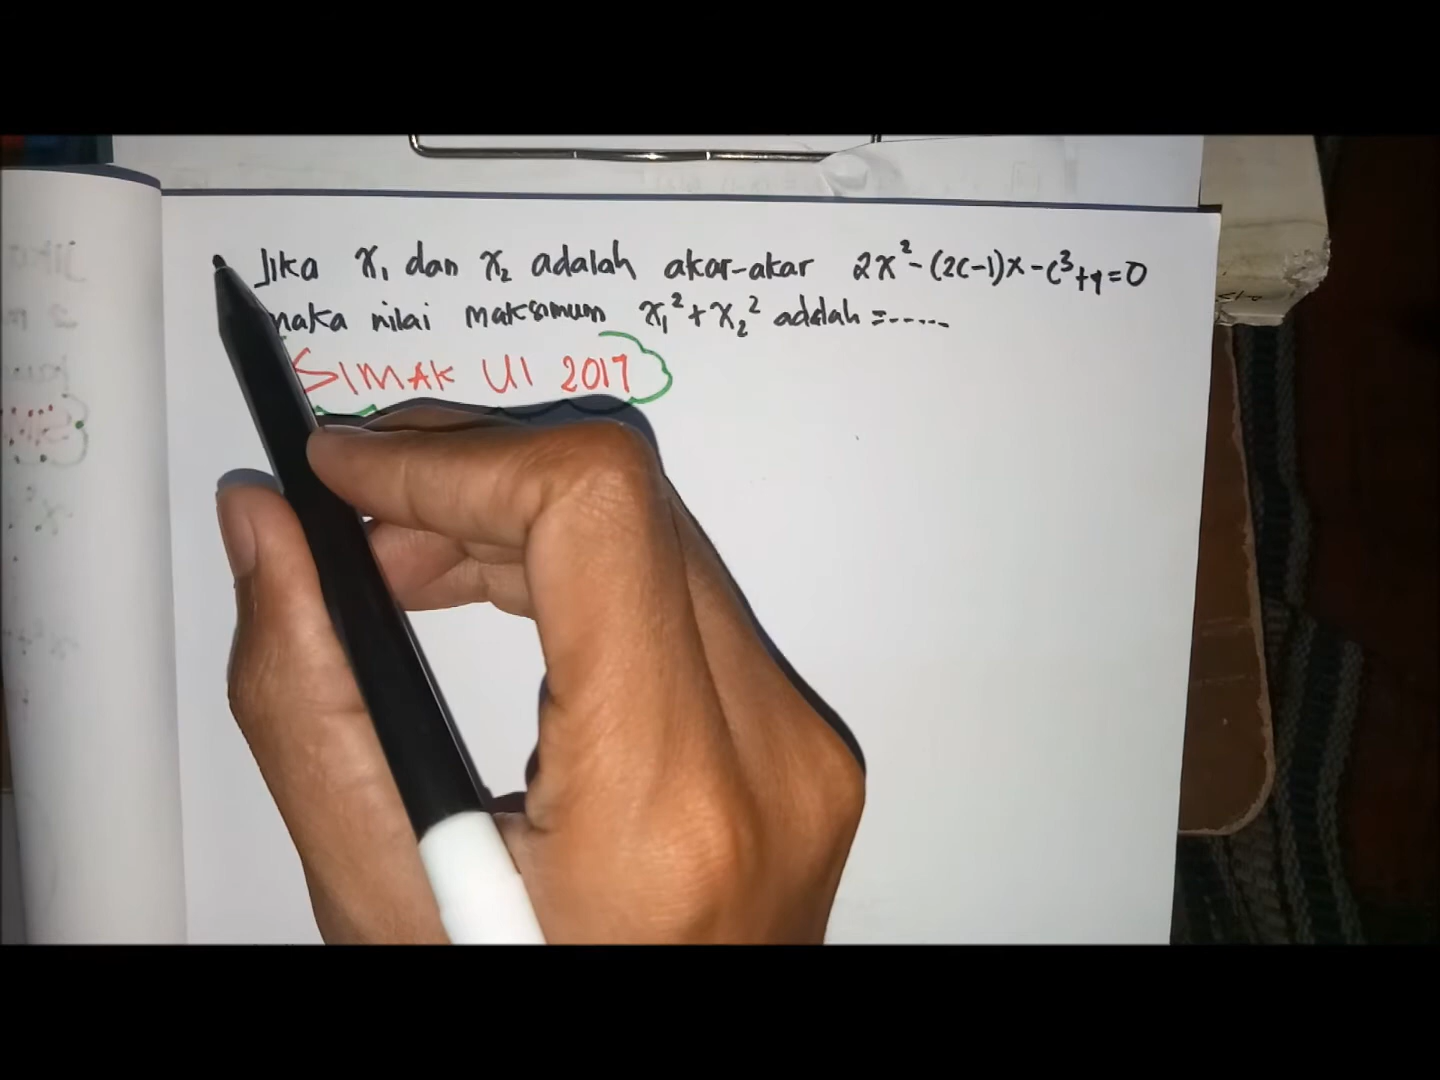 Jika x₁ dan x₂ adalah akar-akar 2x² - (2c-1)x - c³ + 4 = 0
maka nilai maksimum x₁² + x₂² adalah = .....
SIMAK UI 2017